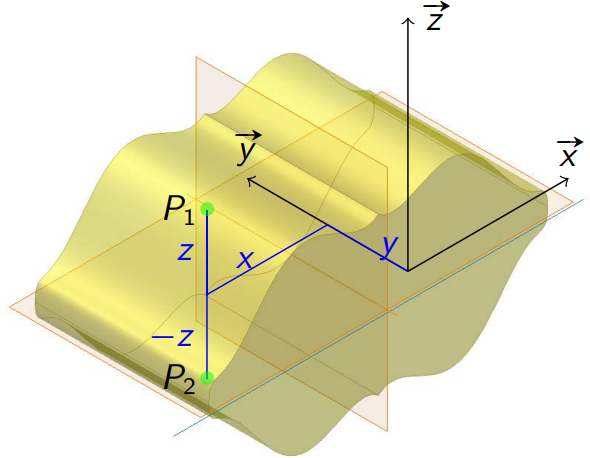 z⃗
y⃗
x⃗
P₁
z
x
y
−z
P₂